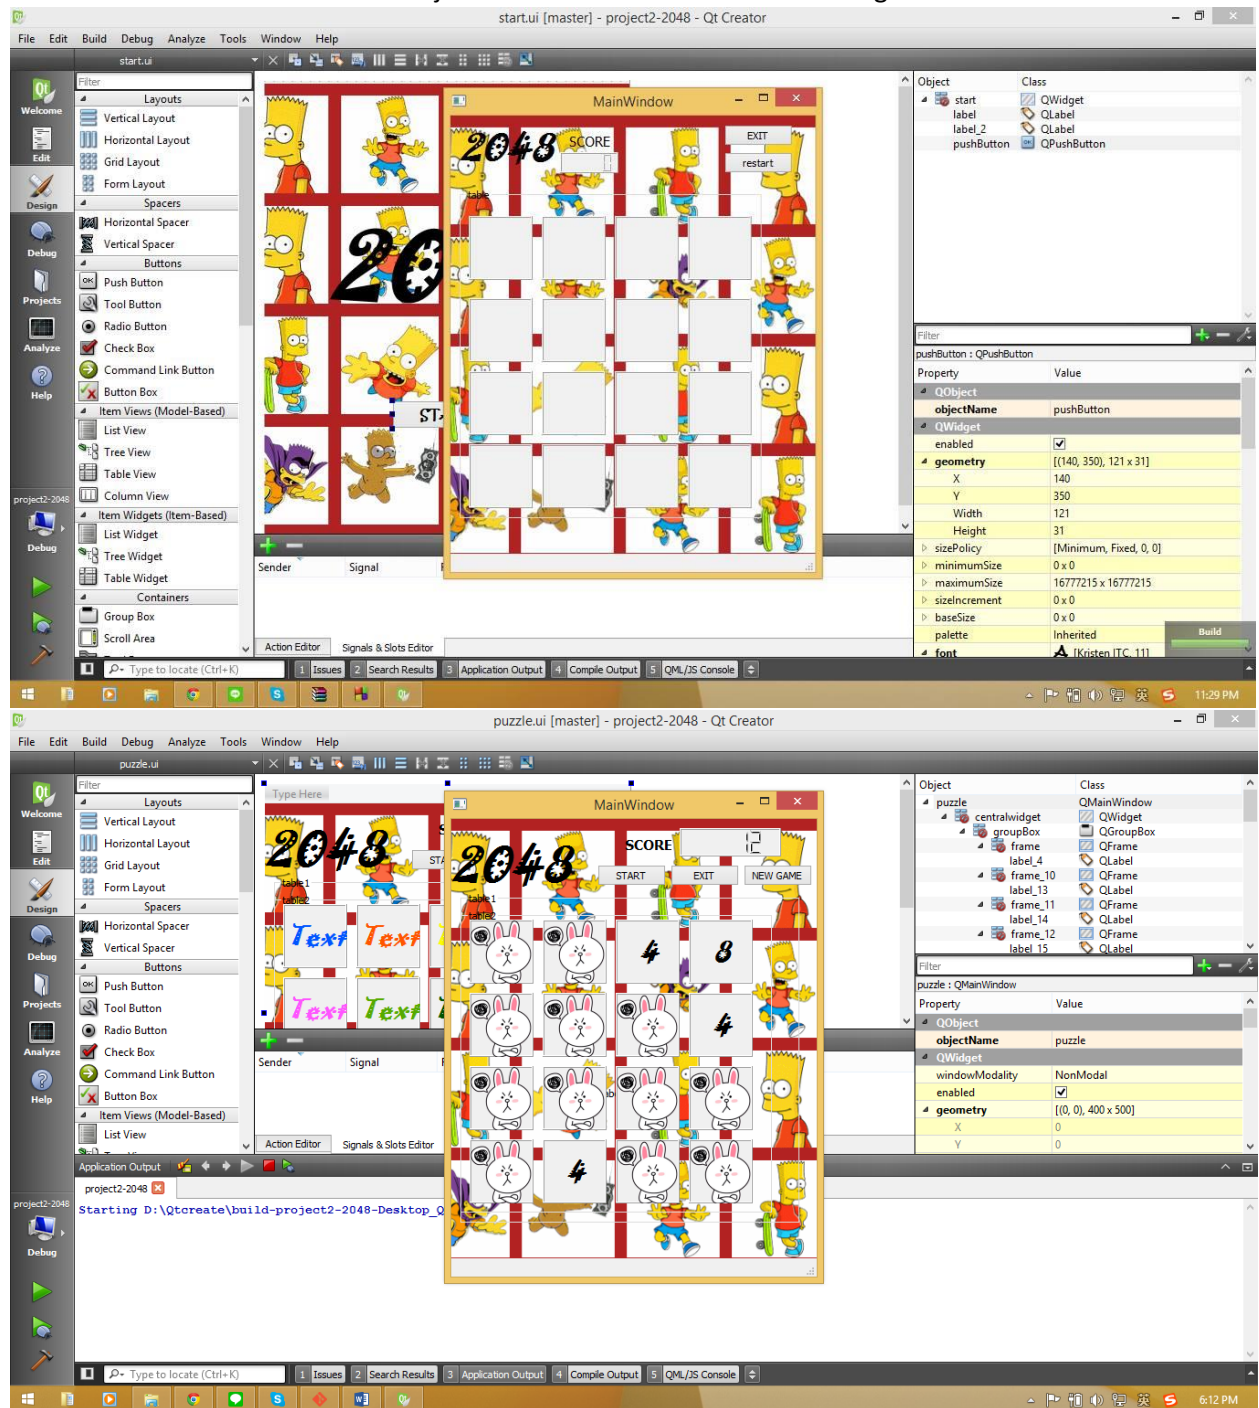 start.ui [master] - project2-2048 - Qt Creator
File Edit Build Debug Analyze Tools Window Help
start.ui
Filter
Layouts
Vertical Layout
Horizontal Layout
Grid Layout
Form Layout
Spacers
Horizontal Spacer
Vertical Spacer
Buttons
Push Button
Tool Button
Radio Button
Check Box
Command Link Button
Button Box
Item Views (Model-Based)
List View
Tree View
Table View
Column View
Item Widgets (Item-Based)
List Widget
Tree Widget
Table Widget
Containers
Group Box
Scroll Area
Welcome
Edit
Design
Debug
Projects
Analyze
Help
project2-2048
Debug
MainWindow
2048 SCORE EXIT
restart
table
Sender Signal
Action Editor Signals & Slots Editor
Object Class
start QWidget
label QLabel
label_2 QLabel
pushButton QPushButton
Filter
pushButton : QPushButton
Property Value
QObject
objectName pushButton
QWidget
enabled
geometry [(140, 350), 121 x 31]
X 140
Y 350
Width 121
Height 31
sizePolicy [Minimum, Fixed, 0, 0]
minimumSize 0 x 0
maximumSize 16777215 x 16777215
sizeIncrement 0 x 0
baseSize 0 x 0
palette Inherited
font [Kristen ITC, 11]
Build
Type to locate (Ctrl+K) 1 Issues 2 Search Results 3 Application Output 4 Compile Output 5 QML/JS Console
英 11:29 PM
puzzle.ui [master] - project2-2048 - Qt Creator
File Edit Build Debug Analyze Tools Window Help
puzzle.ui
Filter
Layouts
Vertical Layout
Horizontal Layout
Grid Layout
Form Layout
Spacers
Horizontal Spacer
Vertical Spacer
Buttons
Push Button
Tool Button
Radio Button
Check Box
Command Link Button
Button Box
Item Views (Model-Based)
List View
Welcome
Edit
Design
Debug
Projects
Analyze
Help
project2-2048
Debug
Type Here
2048
table1
table2
Text Text
Text Text
MainWindow
2048 SCORE 12
START EXIT NEW GAME
table1
table2
4 8
4
4
Sender Signal
Action Editor Signals & Slots Editor
Object Class
puzzle QMainWindow
centralwidget QWidget
groupBox QGroupBox
frame QFrame
label_4 QLabel
frame_10 QFrame
label_13 QLabel
frame_11 QFrame
label_14 QLabel
frame_12 QFrame
label 15 QLabel
Filter
puzzle : QMainWindow
Property Value
QObject
objectName puzzle
QWidget
windowModality NonModal
enabled
geometry [(0, 0), 400 x 500]
X 0
Y 0
Application Output
project2-2048
Starting D:\Qtcreate\build-project2-2048-Desktop_Q
Type to locate (Ctrl+K) 1 Issues 2 Search Results 3 Application Output 4 Compile Output 5 QML/JS Console
英 6:12 PM